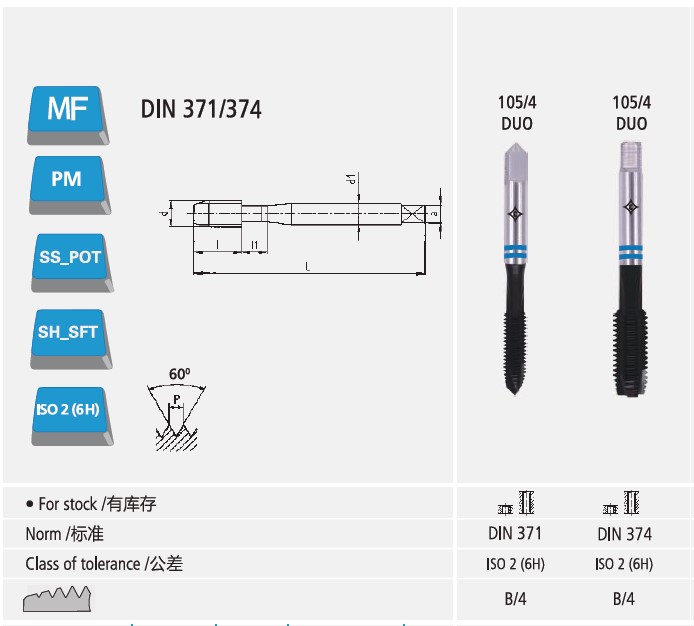 MF
DIN 371/374
105/4
DUO
105/4
DUO
PM
SS_POT
SH_SFT
ISO 2 (6H)
d
l
l1
d1
a
L
60⁰
P
• For stock /有库存
Norm /标准
DIN 371
DIN 374
Class of tolerance /公差
ISO 2 (6H)
ISO 2 (6H)
B/4
B/4